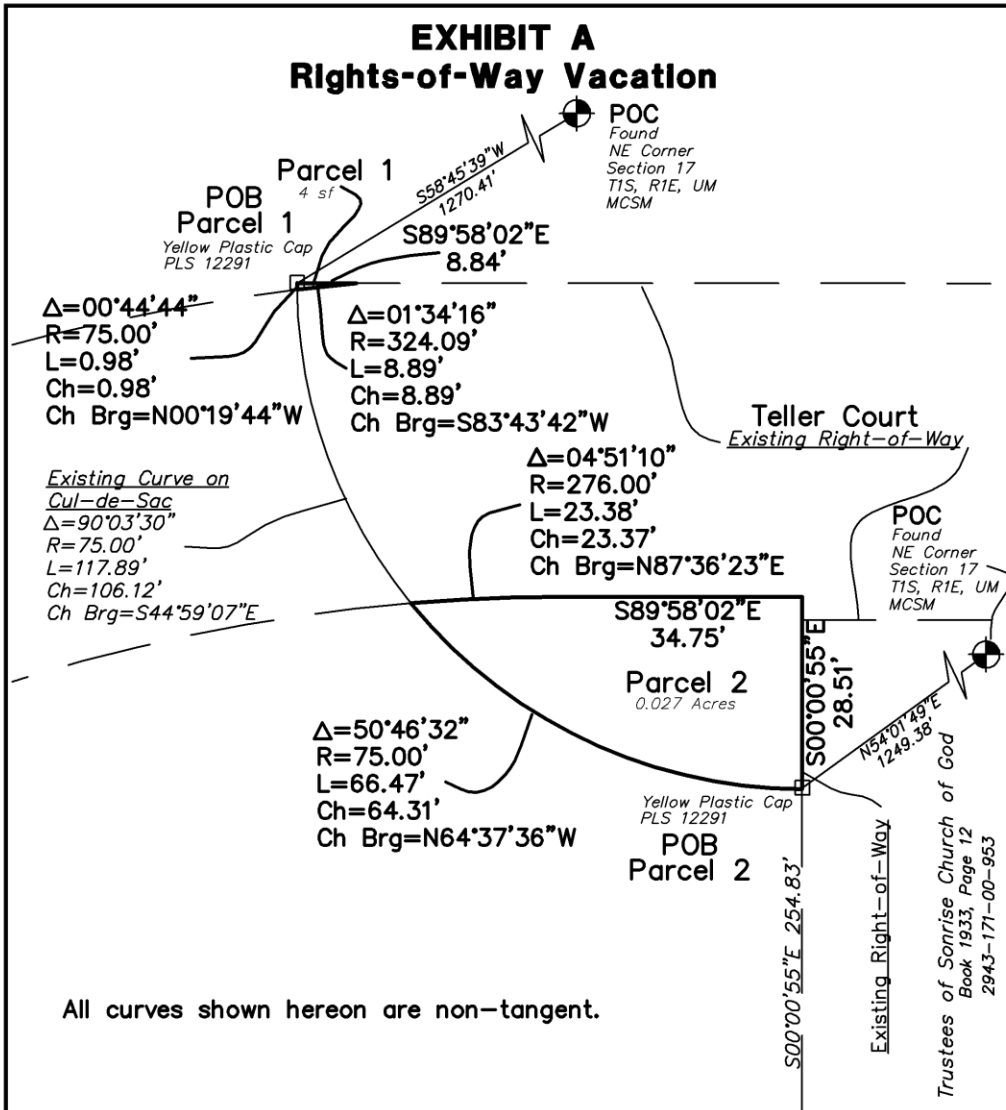 EXHIBIT A
Rights-of-Way Vacation
POC
Found
NE Corner
Section 17
T1S, R1E, UM
MCSM
S58°45'39"W
1270.41'
Parcel 1
4 sf
POB
Parcel 1
Yellow Plastic Cap
PLS 12291
S89°58'02"E
8.84'
Δ=00°44'44"
R=75.00'
L=0.98'
Ch=0.98'
Ch Brg=N00°19'44"W
Δ=01°34'16"
R=324.09'
L=8.89'
Ch=8.89'
Ch Brg=S83°43'42"W
Teller Court
Existing Right-of-Way
Existing Curve on
Cul-de-Sac
Δ=90°03'30"
R=75.00'
L=117.89'
Ch=106.12'
Ch Brg=S44°59'07"E
Δ=04°51'10"
R=276.00'
L=23.38'
Ch=23.37'
Ch Brg=N87°36'23"E
POC
Found
NE Corner
Section 17
T1S, R1E, UM
MCSM
S89°58'02"E
34.75'
S00°00'55"E
28.51'
Parcel 2
0.027 Acres
N54°01'49"E
1249.38'
Δ=50°46'32"
R=75.00'
L=66.47'
Ch=64.31'
Ch Brg=N64°37'36"W
Yellow Plastic Cap
PLS 12291
POB
Parcel 2
S00°00'55"E 254.83'
Existing Right-of-Way
Trustees of Sonrise Church of God
Book 1933, Page 12
2943-171-00-953
All curves shown hereon are non-tangent.